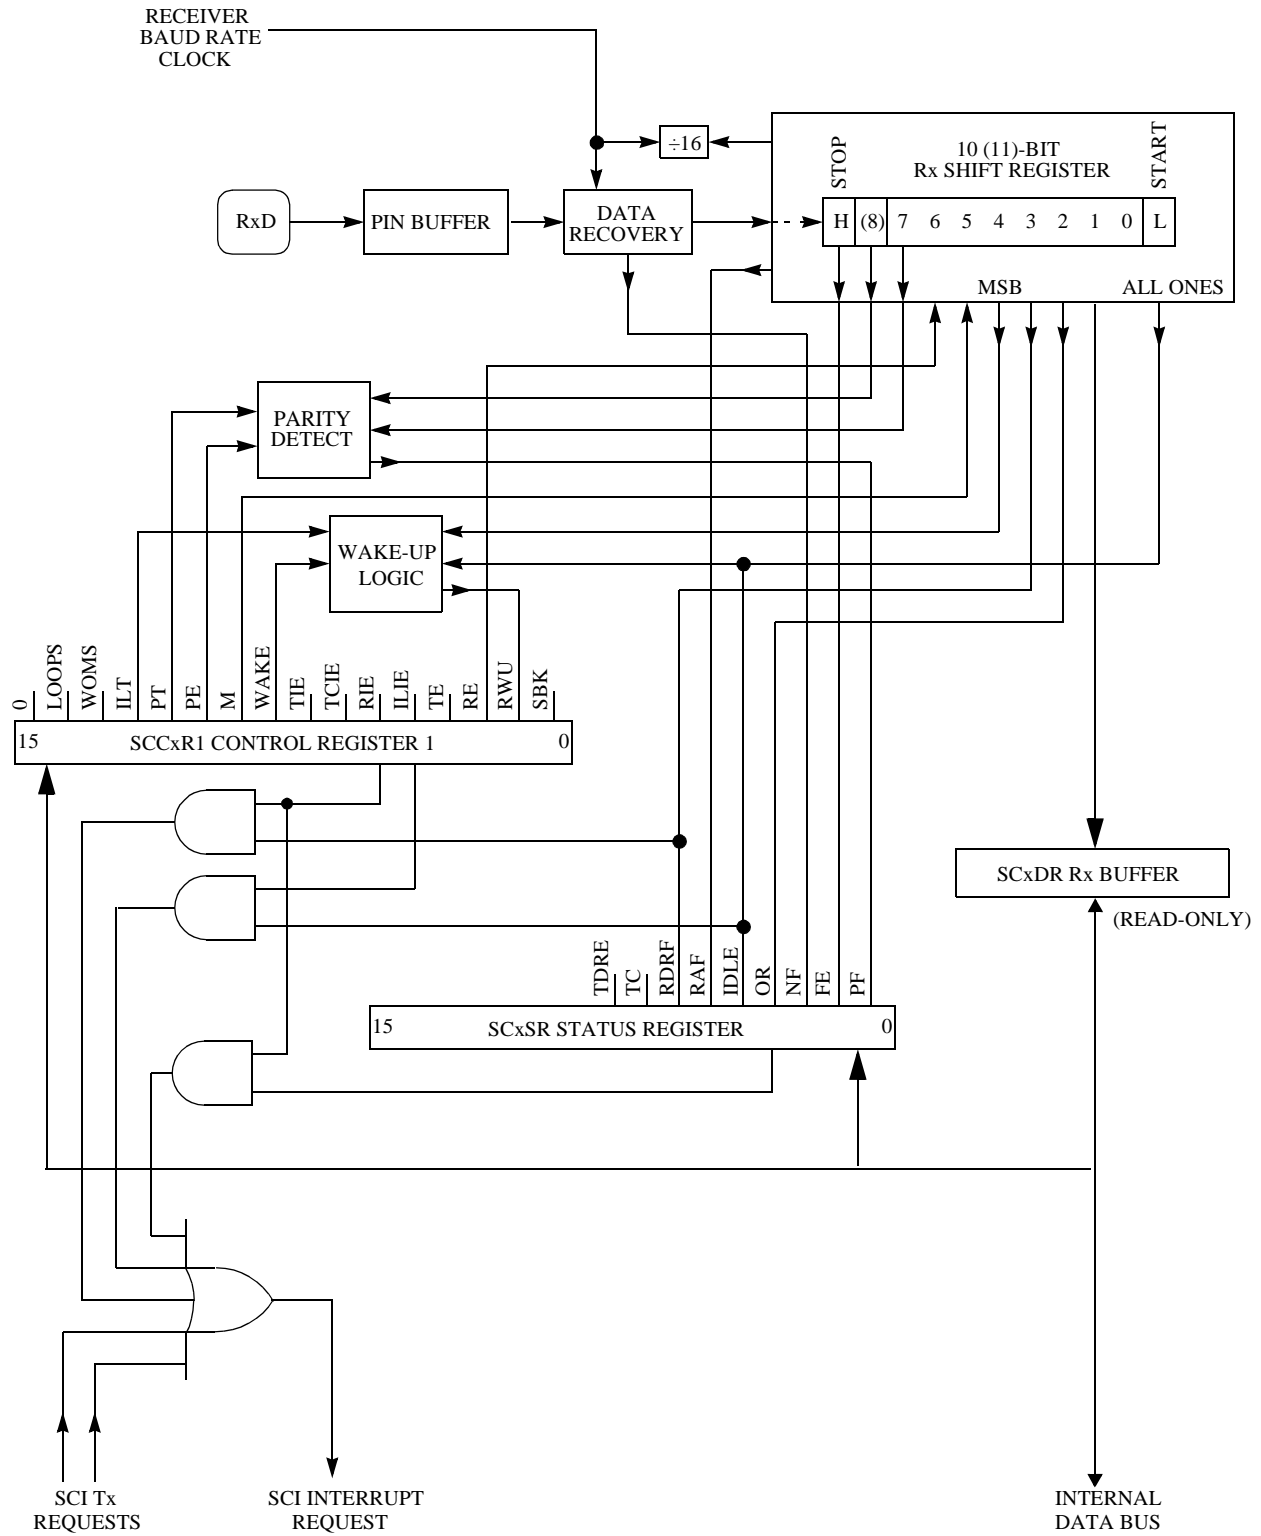 RECEIVER
BAUD RATE
CLOCK
÷16
STOP
10 (11)-BIT
Rx SHIFT REGISTER
START
RxD
PIN BUFFER
DATA
RECOVERY
H (8) 7 6 5 4 3 2 1 0 L
MSB
ALL ONES
PARITY
DETECT
WAKE-UP
LOGIC
0
LOOPS
WOMS
ILT
PT
PE
M
WAKE
TIE
TCIE
RIE
ILIE
TE
RE
RWU
SBK
15 SCCxR1 CONTROL REGISTER 1 0
SCxDR Rx BUFFER
(READ-ONLY)
TDRE
TC
RDRF
RAF
IDLE
OR
NF
FE
PF
15 SCxSR STATUS REGISTER 0
SCI Tx
REQUESTS
SCI INTERRUPT
REQUEST
INTERNAL
DATA BUS